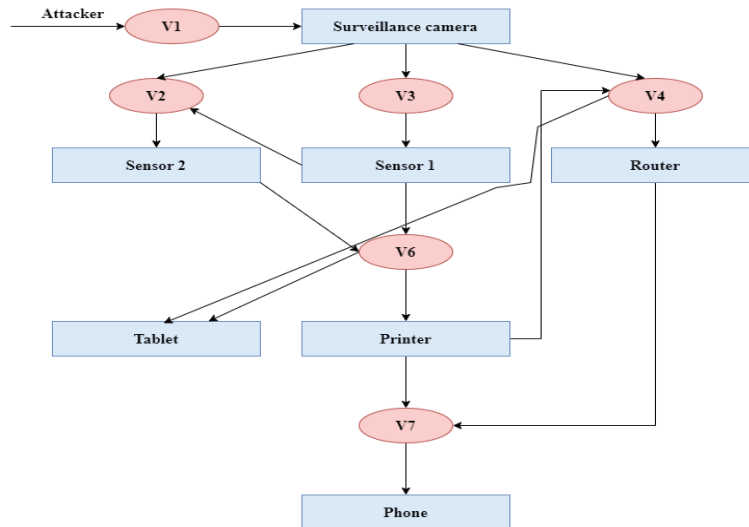 Attacker
V1
Surveillance camera
V2
V3
V4
Sensor 2
Sensor 1
Router
V6
Tablet
Printer
V7
Phone